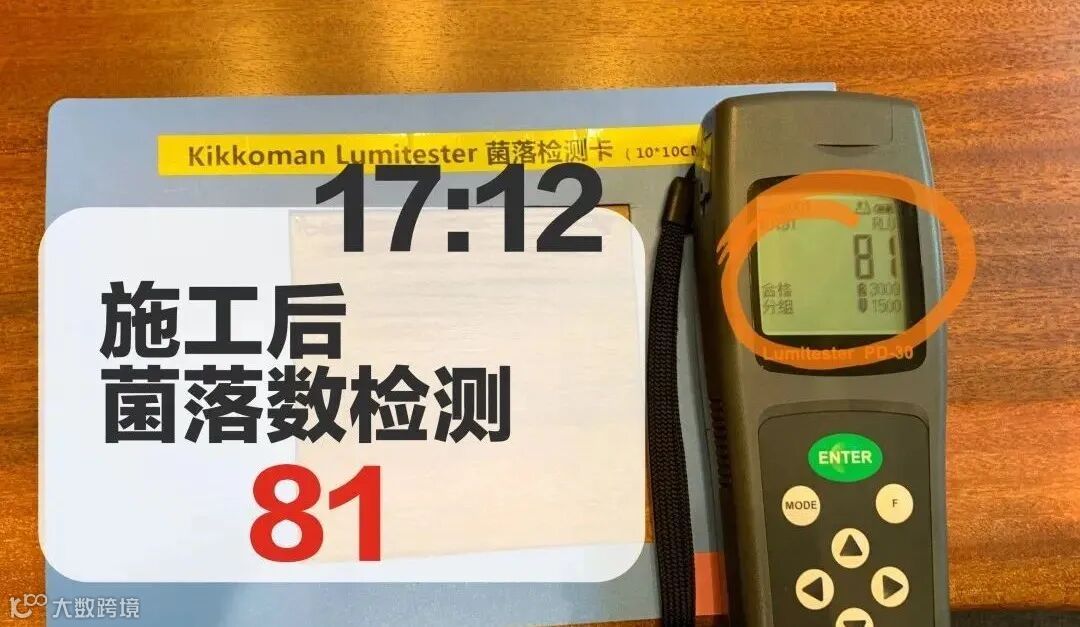 Kikkoman Lumitester 菌落检测卡 (10*10CM
17:12
施工后
菌落数检测
81
RLU
81
合格 3000
分组 1500
Lumitester PD-30
ENTER
MODE
F
大数跨境